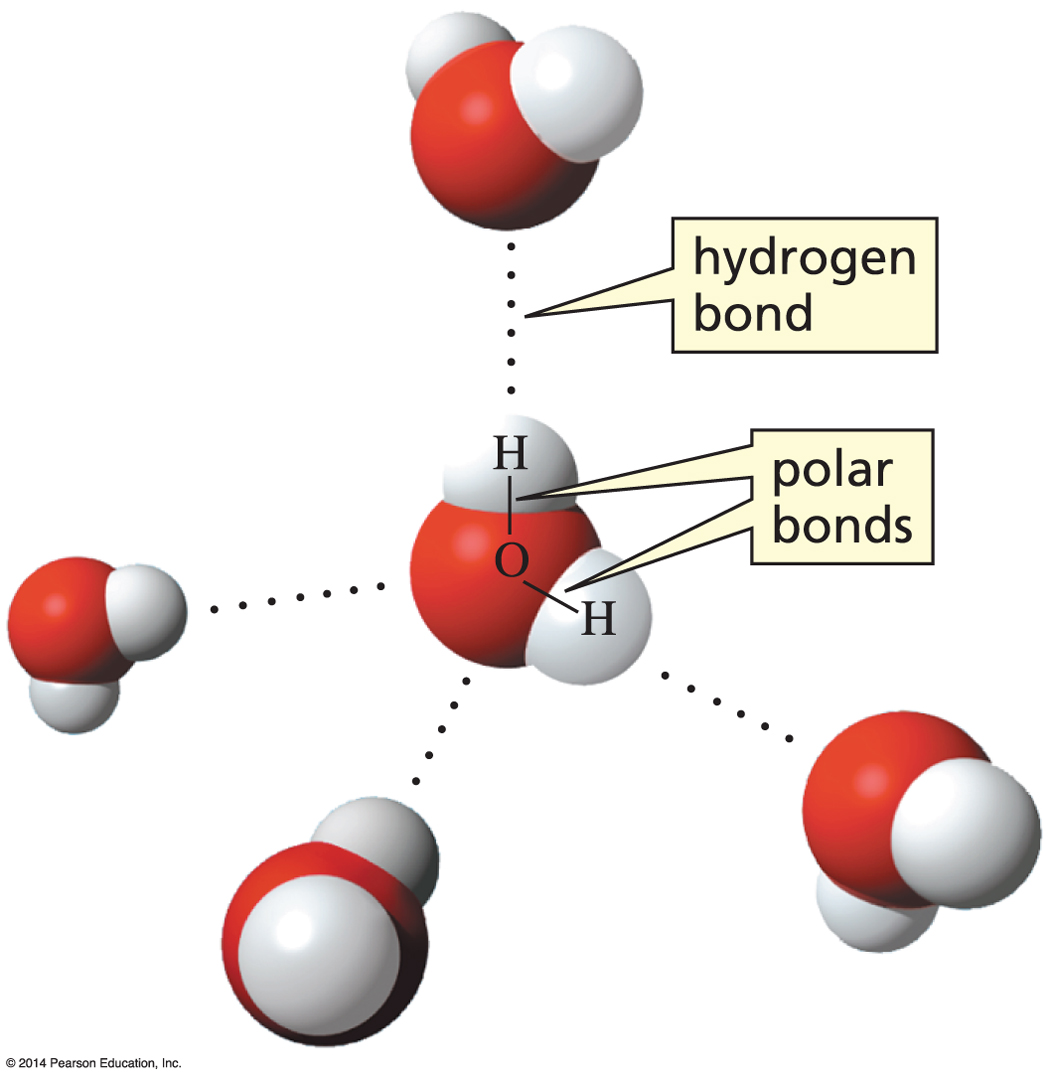 hydrogen
bond
H
polar
bonds
O
H
© 2014 Pearson Education, Inc.